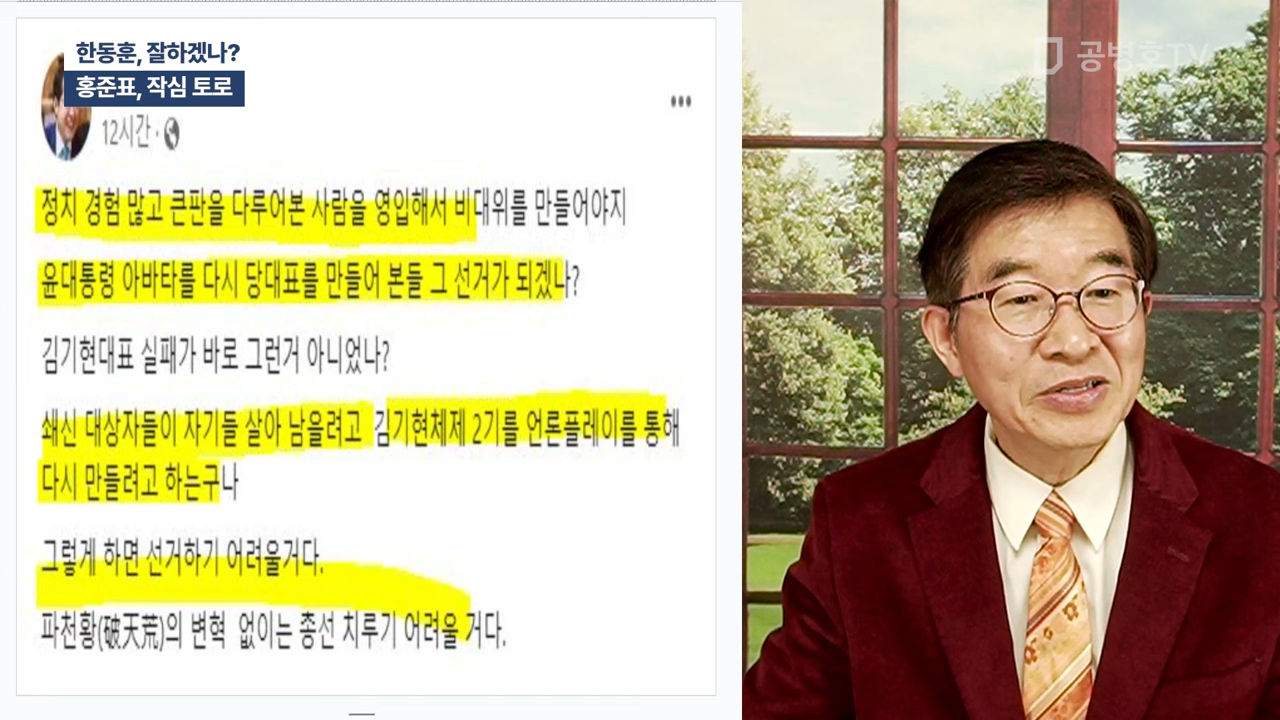 한동훈, 잘하겠나?
홍준표, 작심 토로
공병호TV
12시간 ·
정치 경험 많고 큰판을 다루어본 사람을 영입해서 비대위를 만들어야지
윤대통령 아바타를 다시 당대표를 만들어 본들 그 선거가 되겠나?
김기현대표 실패가 바로 그런거 아니었나?
쇄신 대상자들이 자기들 살아 남을려고 김기현체제 2기를 언론플레이를 통해
다시 만들려고 하는구나
그렇게 하면 선거하기 어려울거다.
파천황(破天荒)의 변혁 없이는 총선 치루기 어려울 거다.